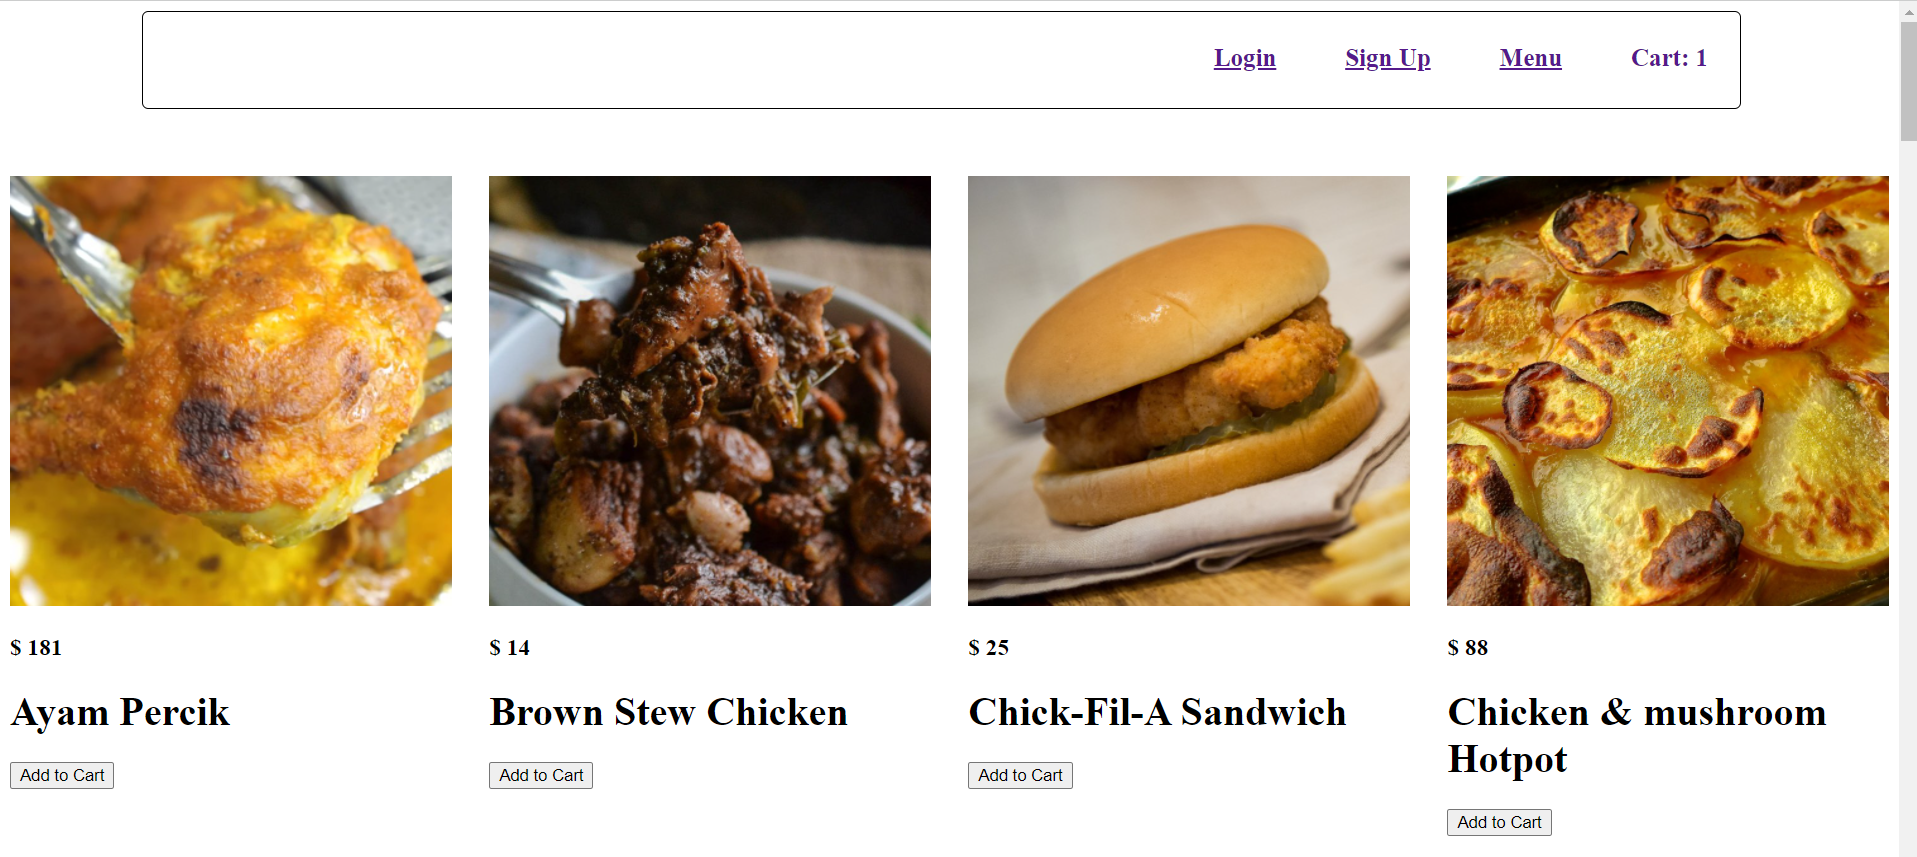 Login Sign Up Menu Cart: 1
$ 181
Ayam Percik
Add to Cart
$ 14
Brown Stew Chicken
Add to Cart
$ 25
Chick-Fil-A Sandwich
Add to Cart
$ 88
Chicken & mushroom
Hotpot
Add to Cart